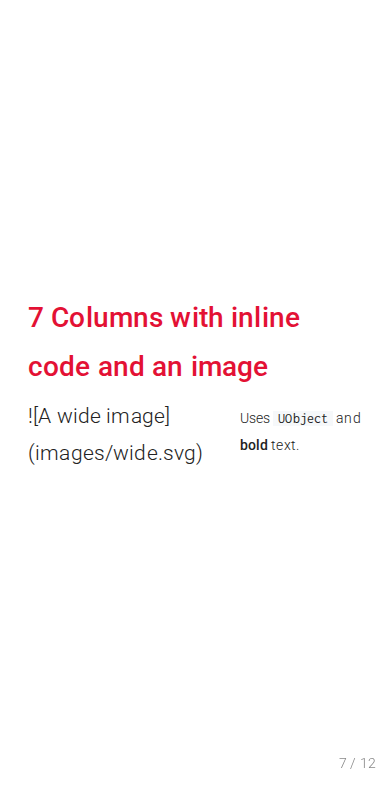 7 Columns with inline
code and an image
![A wide image]
(images/wide.svg)
Uses UObject and
bold text.
7 / 12